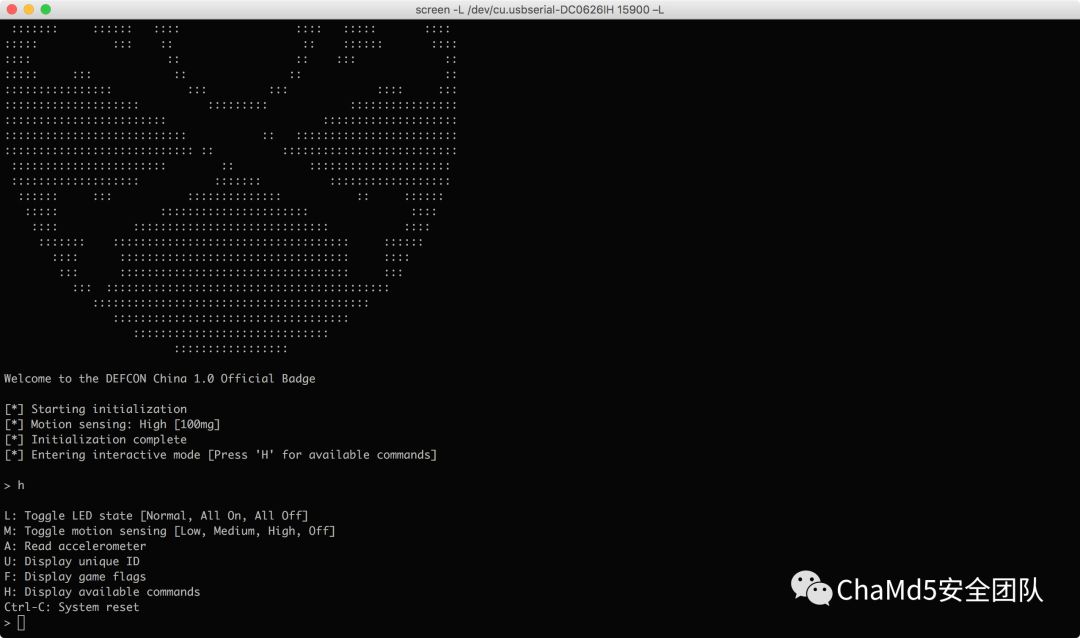 screen -L /dev/cu.usbserial-DC0626IH 15900 –L
Welcome to the DEFCON China 1.0 Official Badge
[*] Starting initialization
[*] Motion sensing: High [100mg]
[*] Initialization complete
[*] Entering interactive mode [Press 'H' for available commands]
> h
L: Toggle LED state [Normal, All On, All Off]
M: Toggle motion sensing [Low, Medium, High, Off]
A: Read accelerometer
U: Display unique ID
F: Display game flags
H: Display available commands
Ctrl-C: System reset
>
ChaMd5安全团队